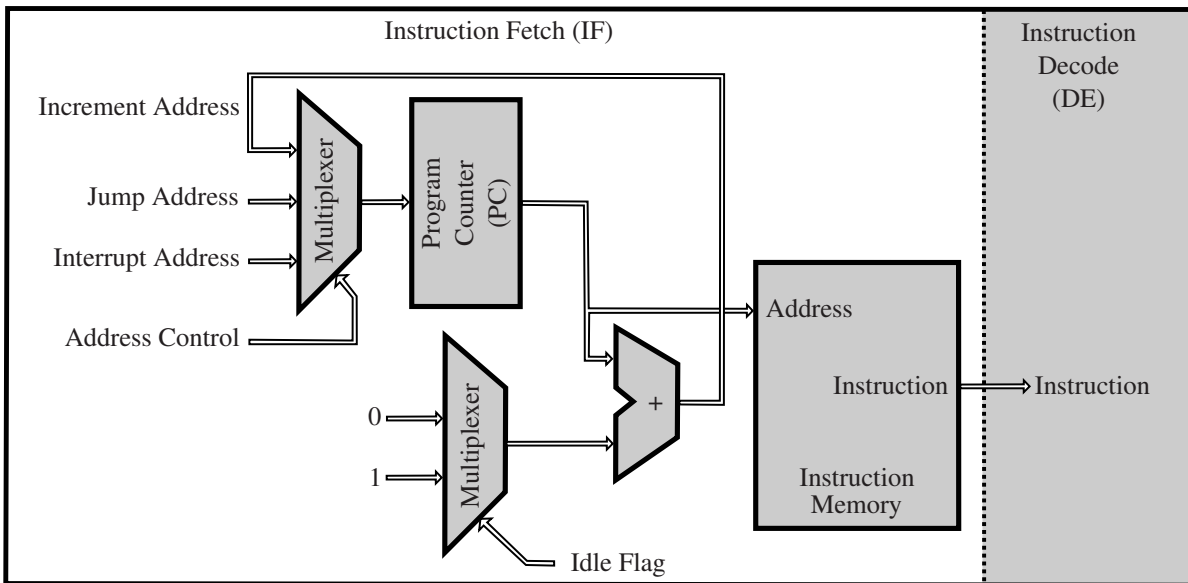 Instruction Fetch (IF)
Instruction
Decode
(DE)
Increment Address
Jump Address
Interrupt Address
Address Control
Multiplexer
Program
Counter
(PC)
Address
Instruction
Instruction
Memory
Instruction
0
1
Multiplexer
+
Idle Flag